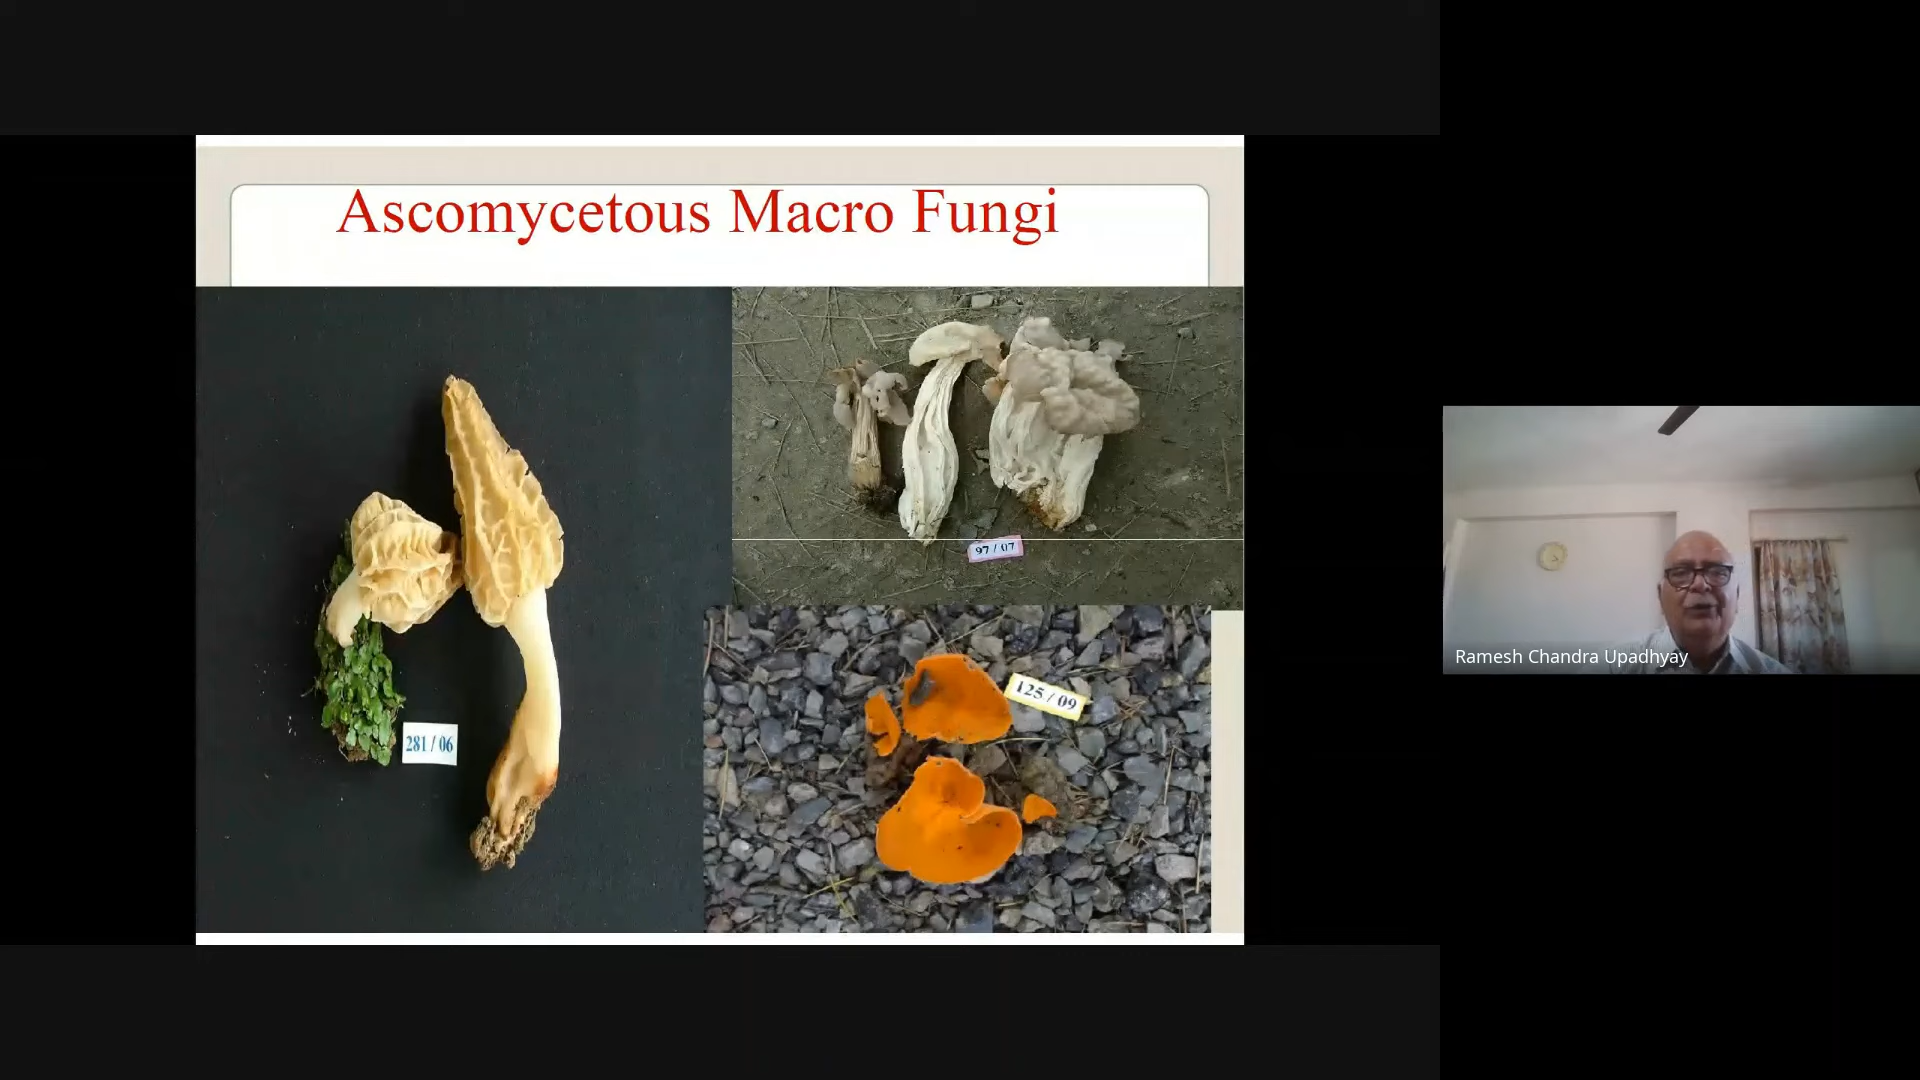 Ascomycetous Macro Fungi
97 / 07
125 / 09
281 / 06
Ramesh Chandra Upadhyay